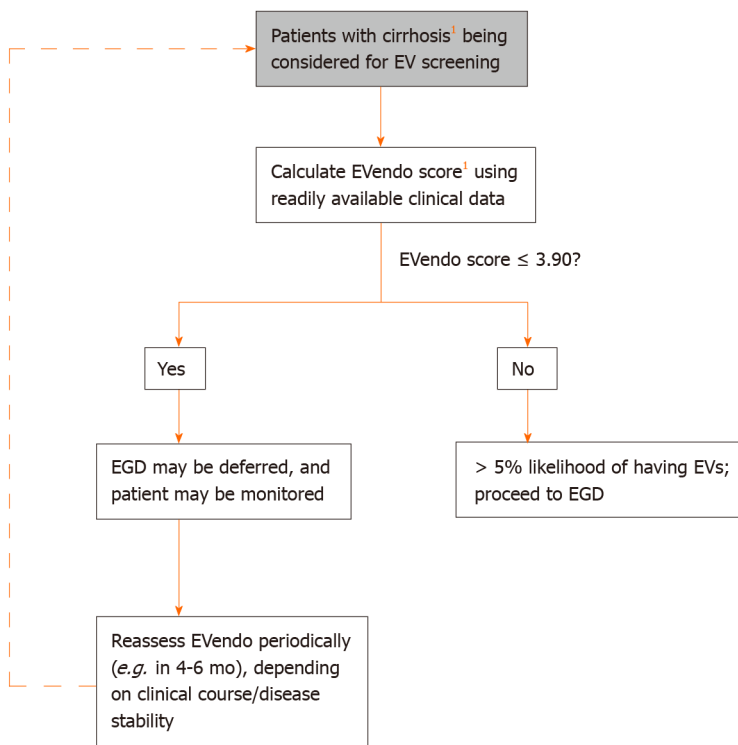 Patients with cirrhosis¹ being
considered for EV screening
Calculate EVendo score¹ using
readily available clinical data
EVendo score ≤ 3.90?
Yes
No
EGD may be deferred, and
patient may be monitored
> 5% likelihood of having EVs;
proceed to EGD
Reassess EVendo periodically
(e.g. in 4-6 mo), depending
on clinical course/disease
stability